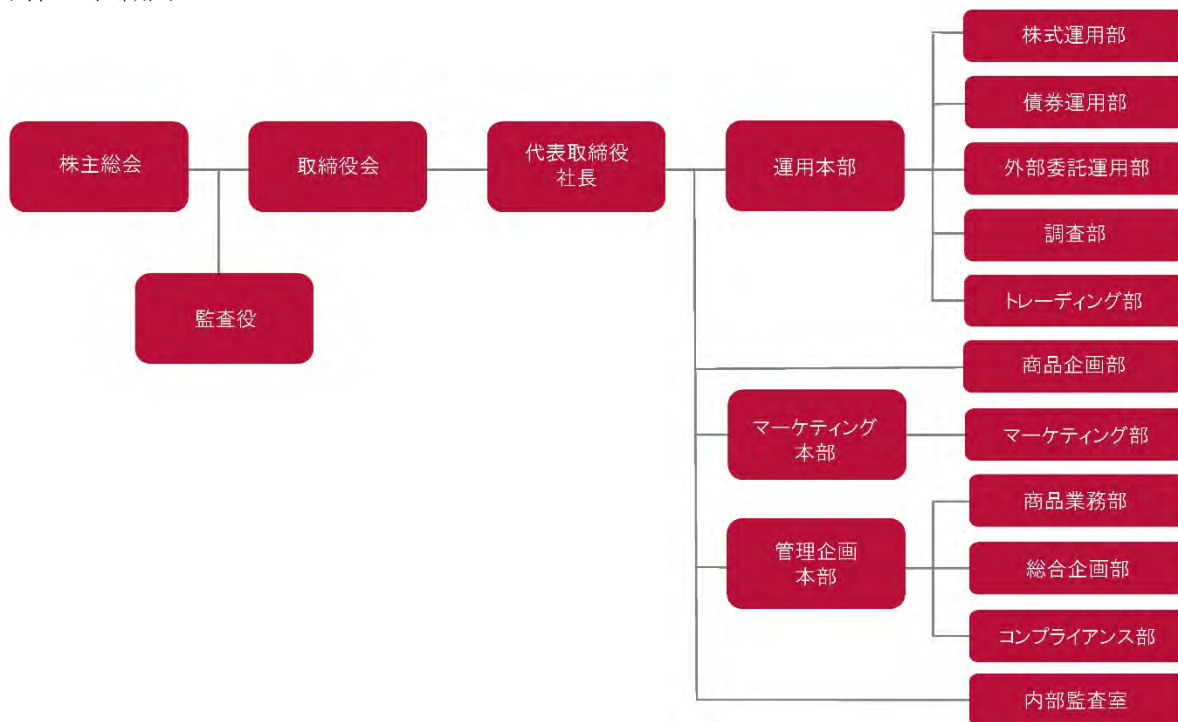 株式運用部
債券運用部
株主総会
取締役会
代表取締役
社長
運用本部
外部委託運用部
調査部
監査役
トレーディング部
商品企画部
マーケティング
本部
マーケティング部
商品業務部
管理企画
本部
総合企画部
コンプライアンス部
内部監査室